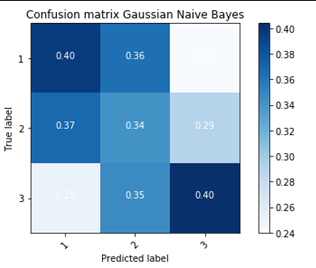 Confusion matrix Gaussian Naive Bayes
True label
1
0.40 0.36
0.40
0.38
2
0.37 0.34 0.29
0.36
0.34
0.32
3
0.25 0.35 0.40
0.30
0.28
0.26
0.24
1 2 3
Predicted label